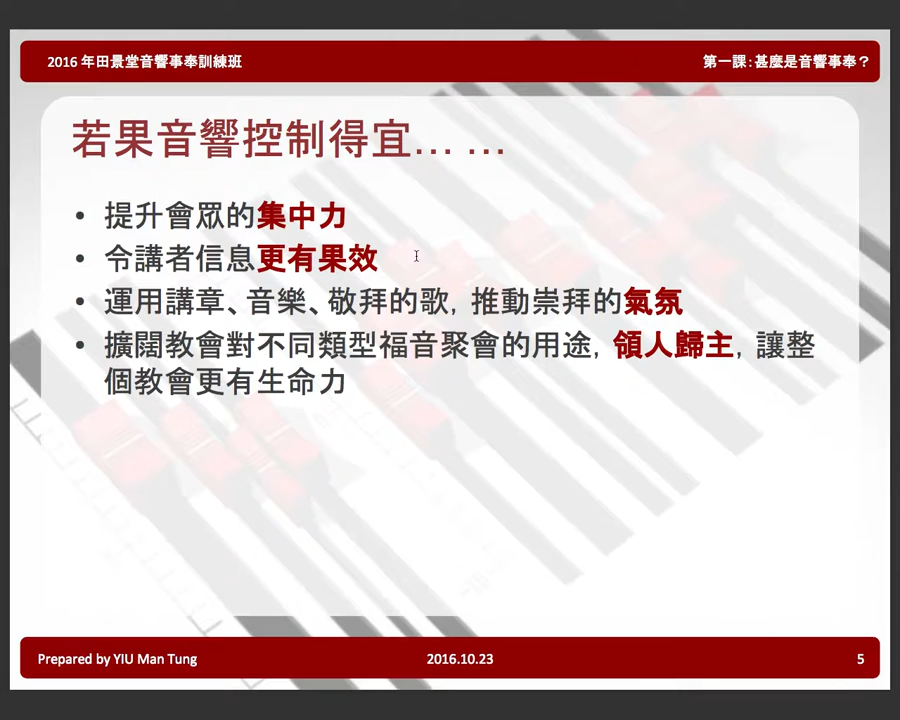 2016 年田景堂音響事奉訓練班
第一課：甚麼是音響事奉？
若果音響控制得宜… …
• 提升會眾的集中力
• 令講者信息更有果效
• 運用講章、音樂、敬拜的歌, 推動崇拜的氣氛
• 擴闊教會對不同類型福音聚會的用途, 領人歸主, 讓整
個教會更有生命力
Prepared by YIU Man Tung
2016.10.23
5